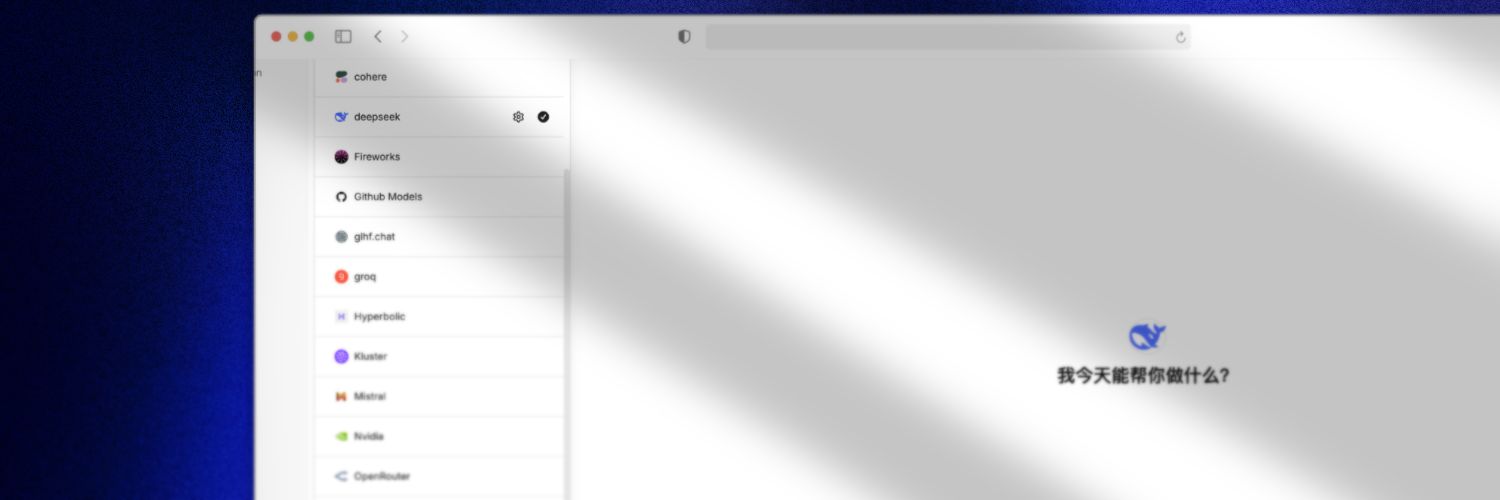 in
cohere
deepseek
Fireworks
Github Models
glhf.chat
groq
Hyperbolic
Kluster
Mistral
Nvidia
OpenRouter
我今天能帮你做什么?